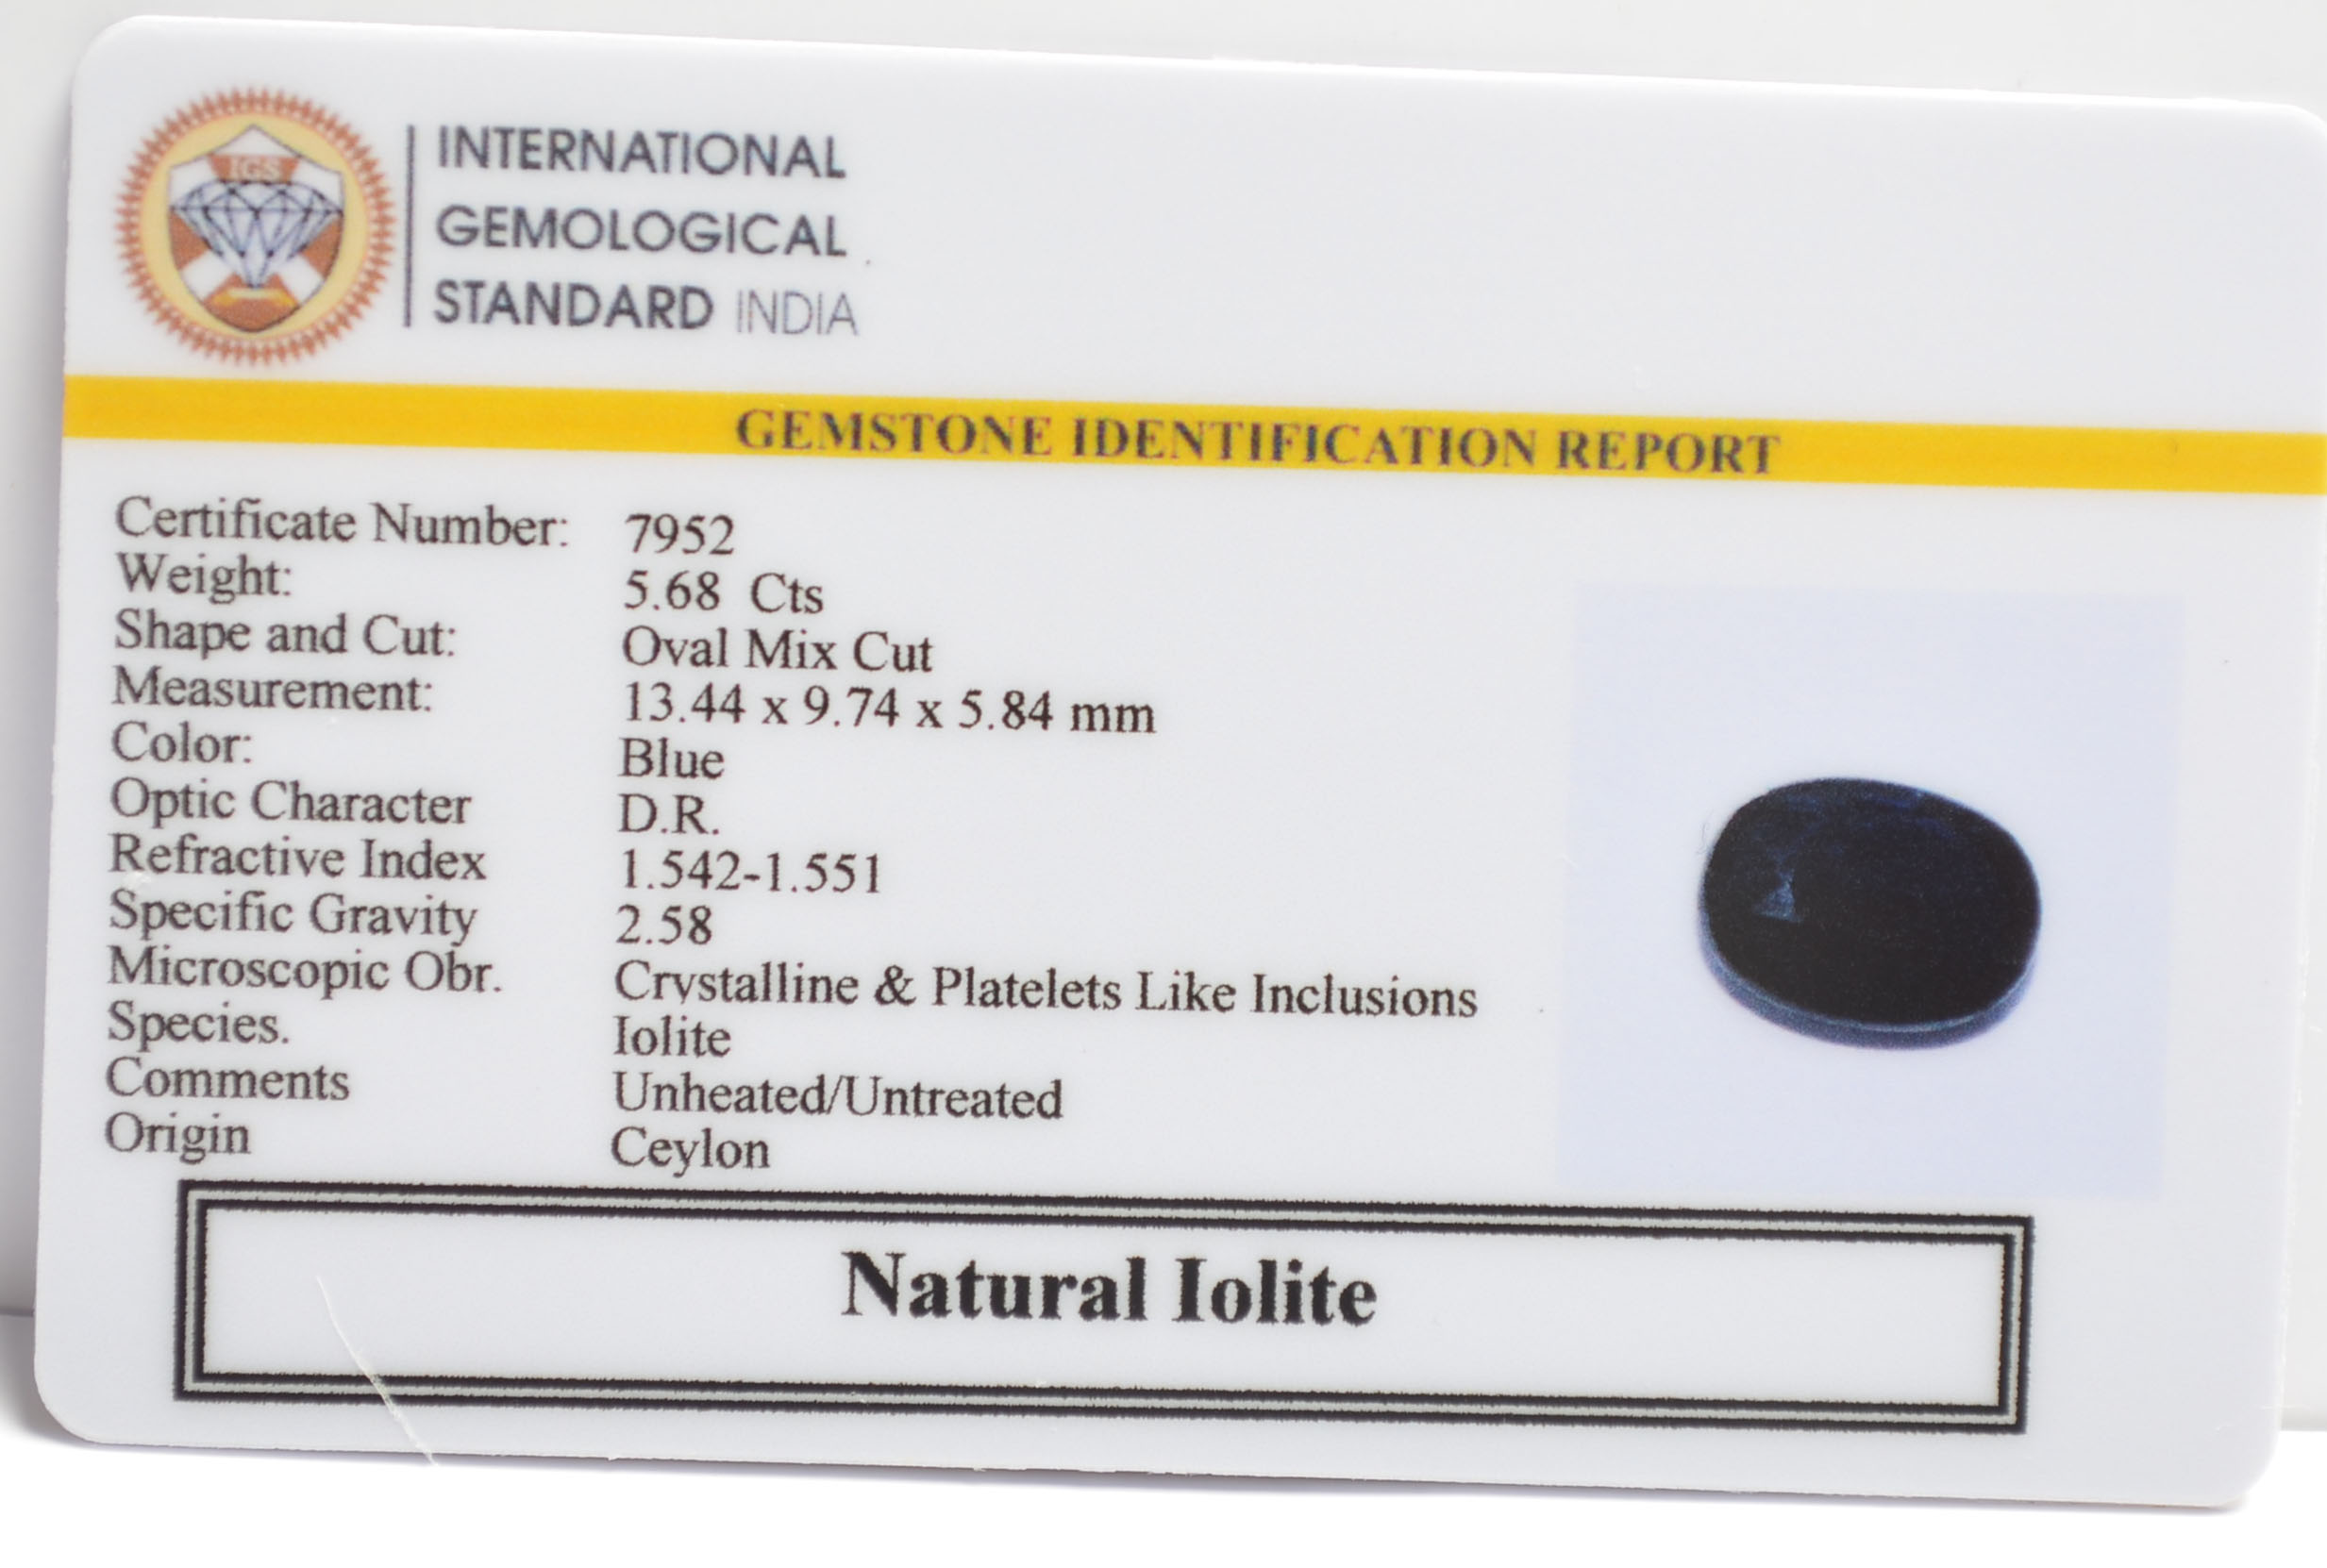 IGS
INTERNATIONAL
GEMOLOGICAL
STANDARD INDIA
GEMSTONE IDENTIFICATION REPORT
Certificate Number: 7952
Weight: 5.68 Cts
Shape and Cut: Oval Mix Cut
Measurement: 13.44 x 9.74 x 5.84 mm
Color: Blue
Optic Character D.R.
Refractive Index 1.542-1.551
Specific Gravity 2.58
Microscopic Obr. Crystalline & Platelets Like Inclusions
Species. Iolite
Comments Unheated/Untreated
Origin Ceylon
Natural Iolite